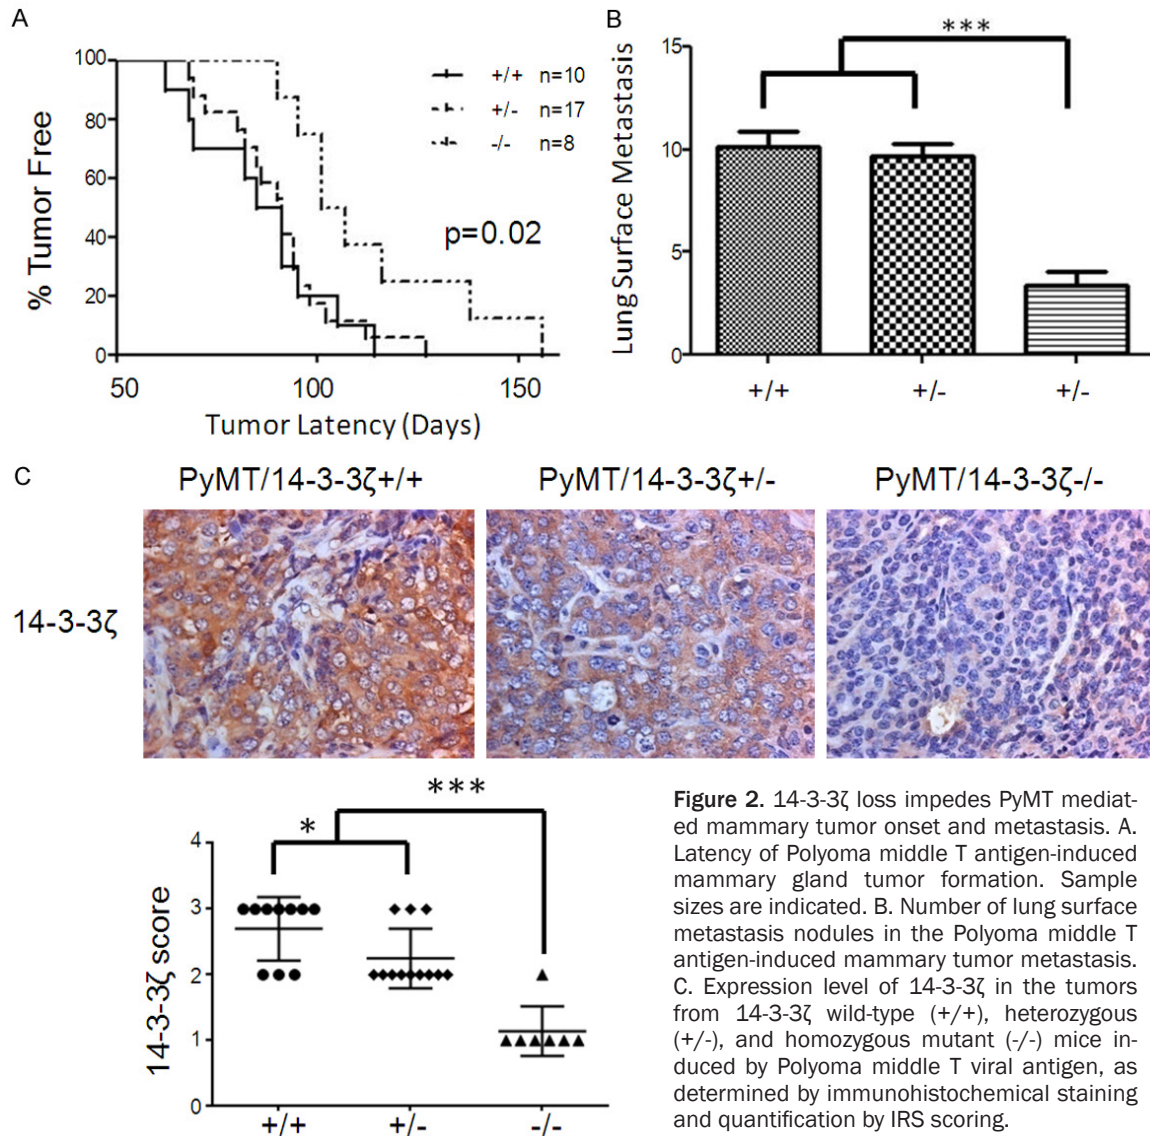 A
100
80
60
40
20
0
% Tumor Free
50
100
150
Tumor Latency (Days)
+/+ n=10
+/- n=17
-/- n=8
p=0.02
B
***
15
10
5
0
Lung Surface Metastasis
+/+
+/-
+/-
C
PyMT/14-3-3ζ+/+
PyMT/14-3-3ζ+/-
PyMT/14-3-3ζ-/-
14-3-3ζ
***
*
4
3
2
1
0
14-3-3ζ score
+/+
+/-
-/-
Figure 2. 14-3-3ζ loss impedes PyMT mediat-
ed mammary tumor onset and metastasis. A.
Latency of Polyoma middle T antigen-induced
mammary gland tumor formation. Sample
sizes are indicated. B. Number of lung surface
metastasis nodules in the Polyoma middle T
antigen-induced mammary tumor metastasis.
C. Expression level of 14-3-3ζ in the tumors
from 14-3-3ζ wild-type (+/+), heterozygous
(+/-), and homozygous mutant (-/-) mice in-
duced by Polyoma middle T viral antigen, as
determined by immunohistochemical staining
and quantification by IRS scoring.